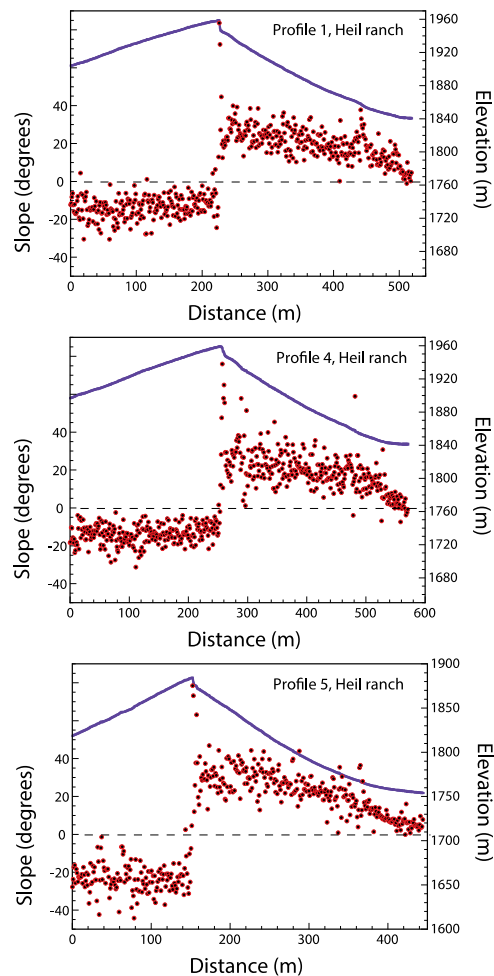 Profile 1, Heil ranch
1960
1920
1880
1840
1800
1760
1720
1680
40
20
0
-20
-40
Slope (degrees)
Elevation (m)
0 100 200 300 400 500
Distance (m)
Profile 4, Heil ranch
1960
1920
1880
1840
1800
1760
1720
1680
40
20
0
-20
-40
Slope (degrees)
Elevation (m)
0 100 200 300 400 500 600
Distance (m)
Profile 5, Heil ranch
1900
1850
1800
1750
1700
1650
1600
40
20
0
-20
-40
Slope (degrees)
Elevation (m)
0 100 200 300 400
Distance (m)